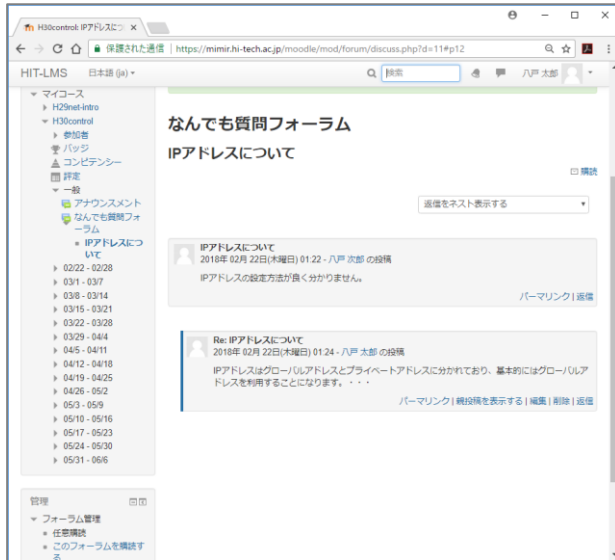 H30control: IPアドレスにつ
保護された通信 | https://mimir.hi-tech.ac.jp/moodle/mod/forum/discuss.php?d=11#p12
HIT-LMS 日本語 (ja) 検索 八戸 太郎
マイコース
H29net-intro
H30control
参加者
バッジ
コンピテンシー
評定
一般
アナウンスメント
なんでも質問フォ
ーラム
IPアドレスにつ
いて
02/22 - 02/28
03/1 - 03/7
03/8 - 03/14
03/15 - 03/21
03/22 - 03/28
03/29 - 04/4
04/5 - 04/11
04/12 - 04/18
04/19 - 04/25
04/26 - 05/2
05/3 - 05/9
05/10 - 05/16
05/17 - 05/23
05/24 - 05/30
05/31 - 06/6
管理
フォーラム管理
任意購読
このフォーラムを購読す
る
なんでも質問フォーラム
IPアドレスについて
購読
返信をネスト表示する
IPアドレスについて
2018年 02月 22日(木曜日) 01:22 - 八戸 次郎 の投稿
IPアドレスの設定方法が良く分かりません。
パーマリンク | 返信
Re: IPアドレスについて
2018年 02月 22日(木曜日) 01:24 - 八戸 太郎 の投稿
IPアドレスはグローバルアドレスとプライベートアドレスに分かれており、基本的にはグローバルア
ドレスを利用することになります。・・・
パーマリンク | 親投稿を表示する | 編集 | 削除 | 返信